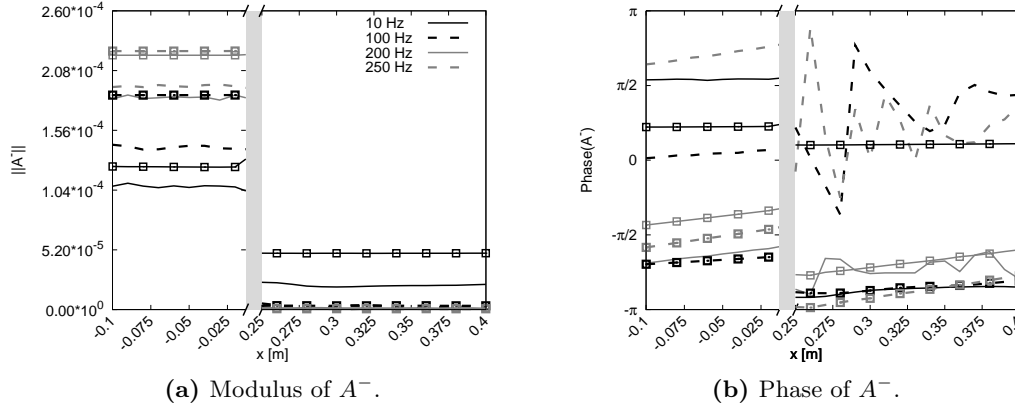 2.60*10⁻⁴
2.08*10⁻⁴
1.56*10⁻⁴
1.04*10⁻⁴
5.20*10⁻⁵
0.00*10⁰
||A⁻||
10 Hz
100 Hz
200 Hz
250 Hz
-0.1 -0.075 -0.05 -0.025 0.25 0.275 0.3 0.325 0.35 0.375 0.4
x [m]
(a) Modulus of A⁻.
π
π/2
0
-π/2
-π
Phase(A⁻)
-0.1 -0.075 -0.05 -0.025 0.25 0.275 0.3 0.325 0.35 0.375 0.4
x [m]
(b) Phase of A⁻.